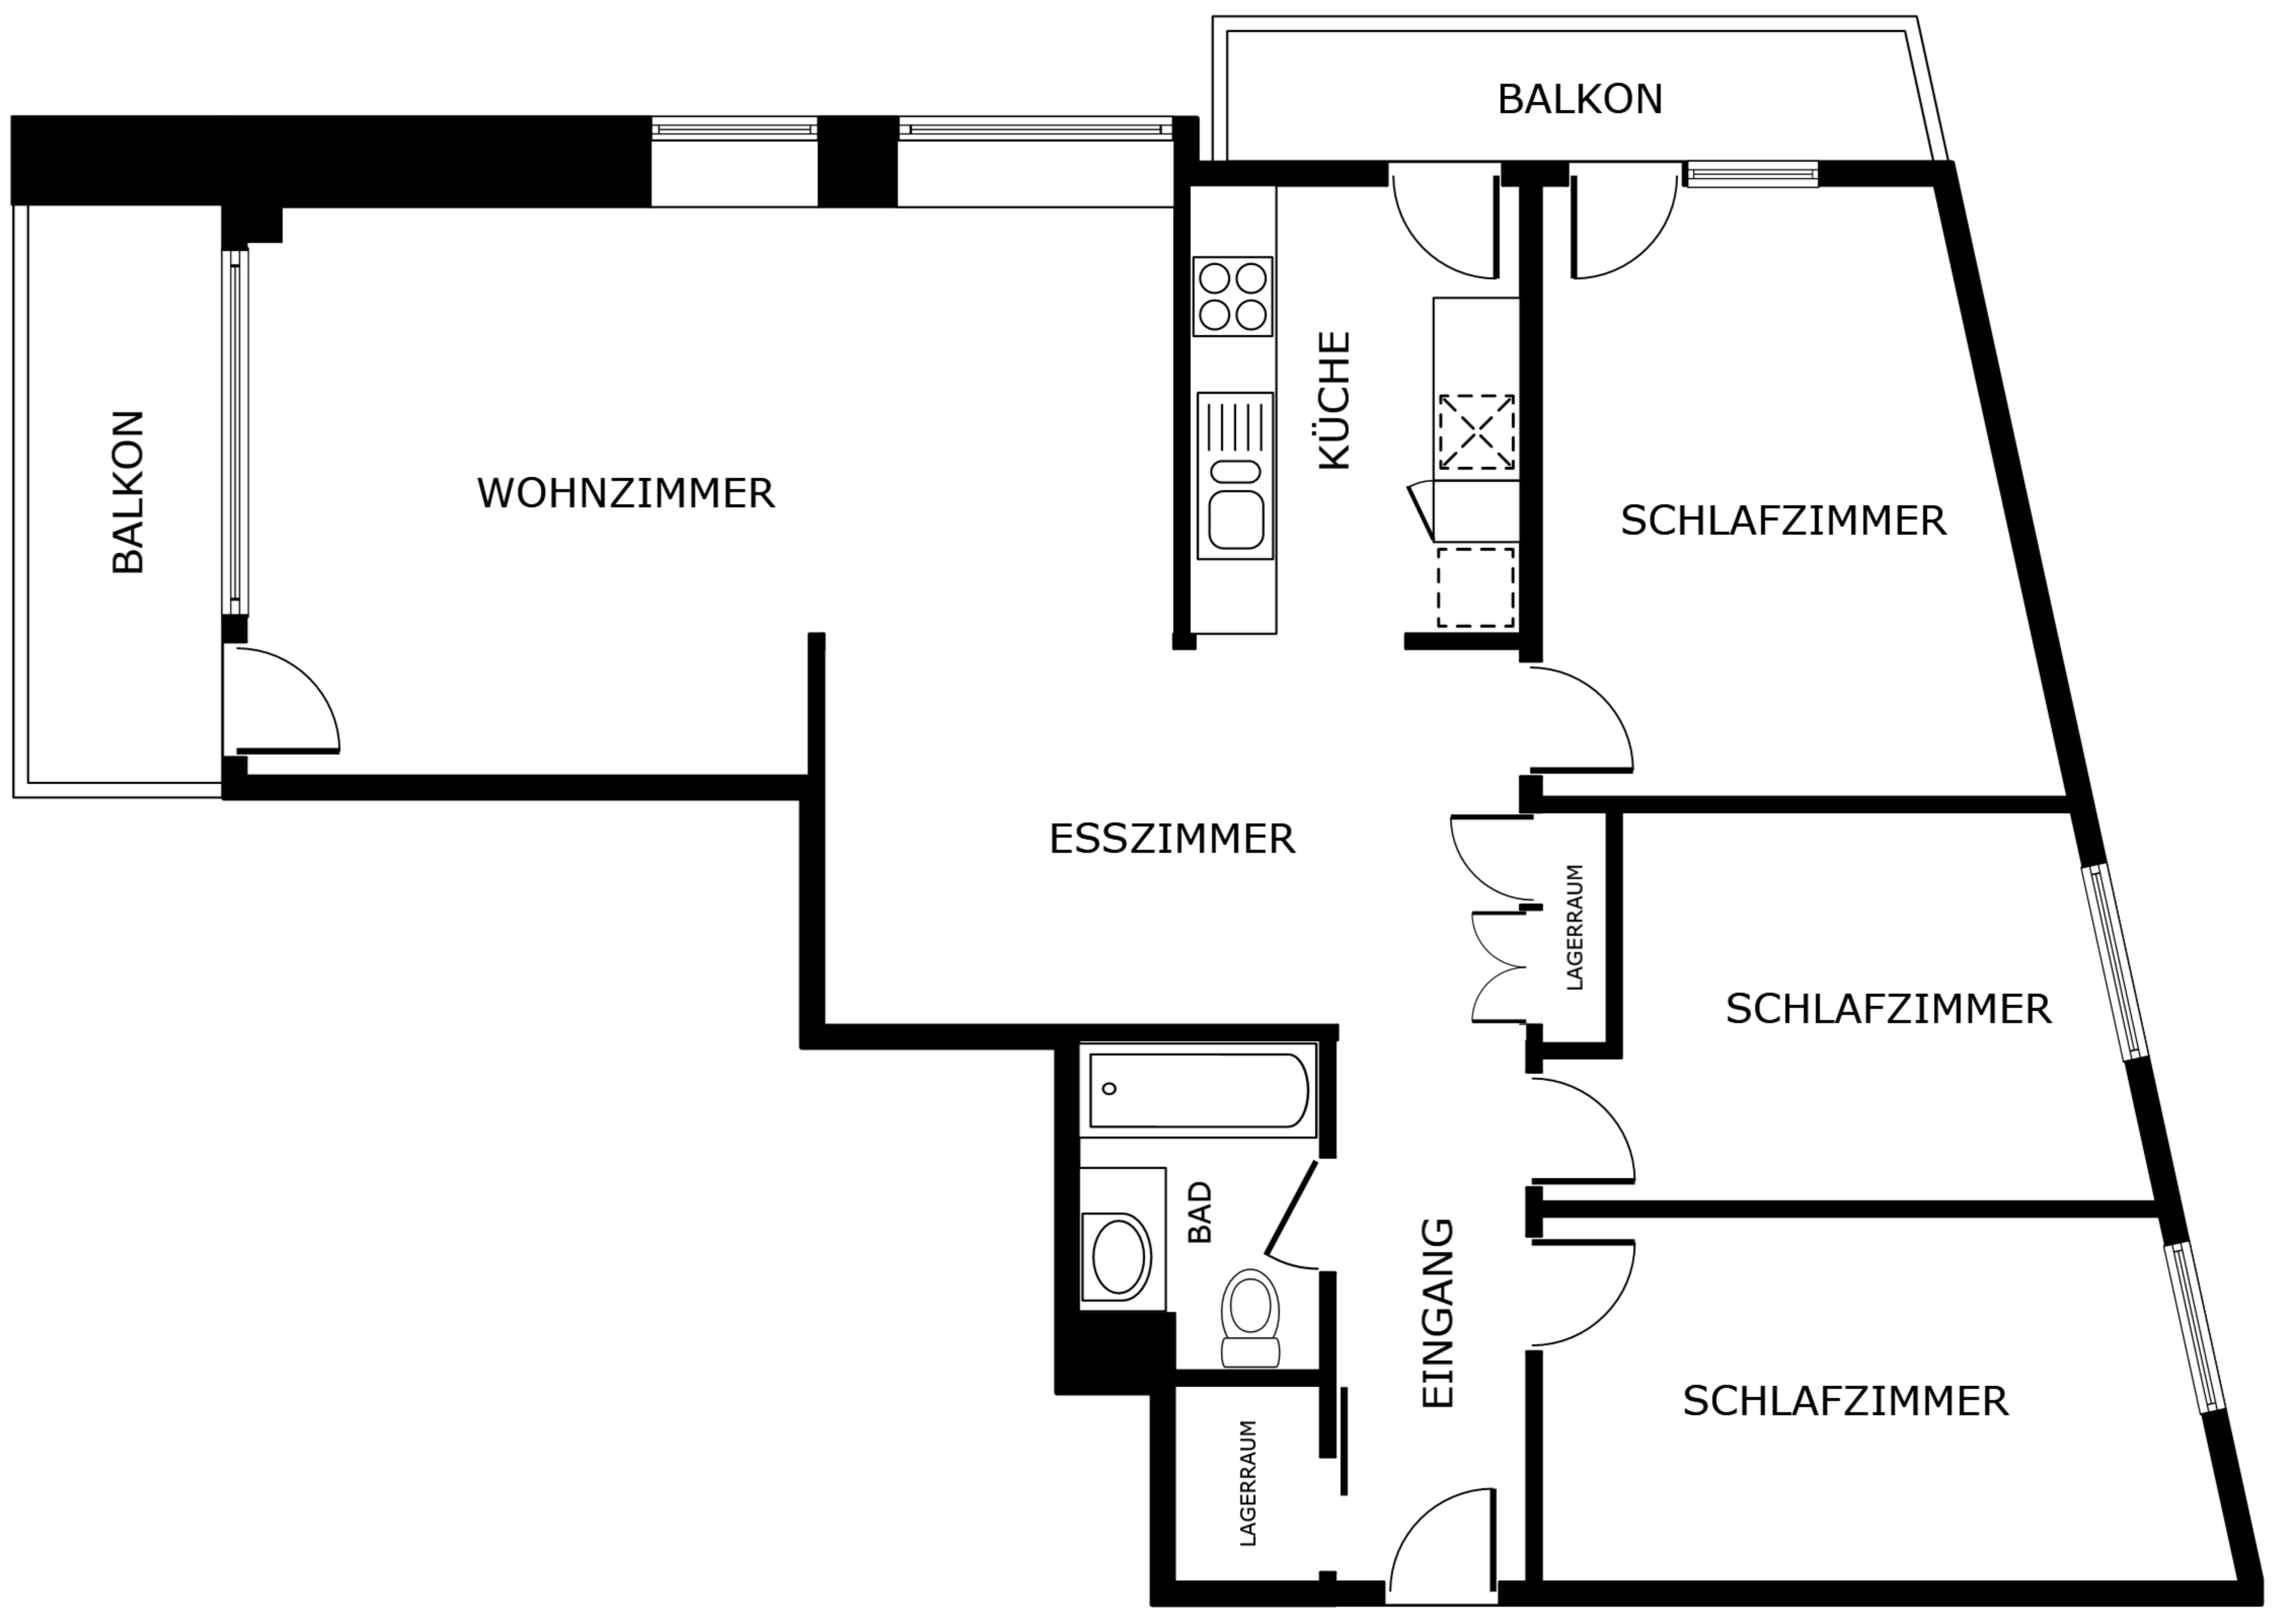 BALKON
BALKON
WOHNZIMMER
KÜCHE
SCHLAFZIMMER
ESSZIMMER
LAGERRAUM
SCHLAFZIMMER
BAD
EINGANG
SCHLAFZIMMER
LAGERRAUM